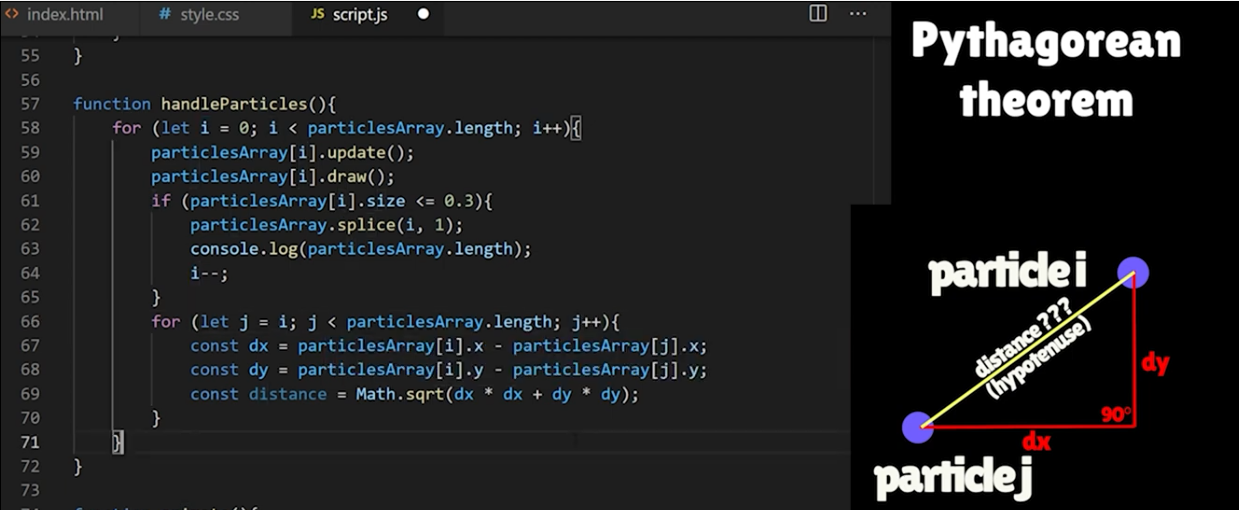 index.html
# style.css
JS script.js
55 }
56
57 function handleParticles(){
58 for (let i = 0; i < particlesArray.length; i++){
59 particlesArray[i].update();
60 particlesArray[i].draw();
61 if (particlesArray[i].size <= 0.3){
62 particlesArray.splice(i, 1);
63 console.log(particlesArray.length);
64 i--;
65 }
66 for (let j = i; j < particlesArray.length; j++){
67 const dx = particlesArray[i].x - particlesArray[j].x;
68 const dy = particlesArray[i].y - particlesArray[j].y;
69 const distance = Math.sqrt(dx * dx + dy * dy);
70 }
71 }
72 }
73
Pythagorean
theorem
particle i
distance ???
(hypotenuse)
dy
90°
dx
particle j